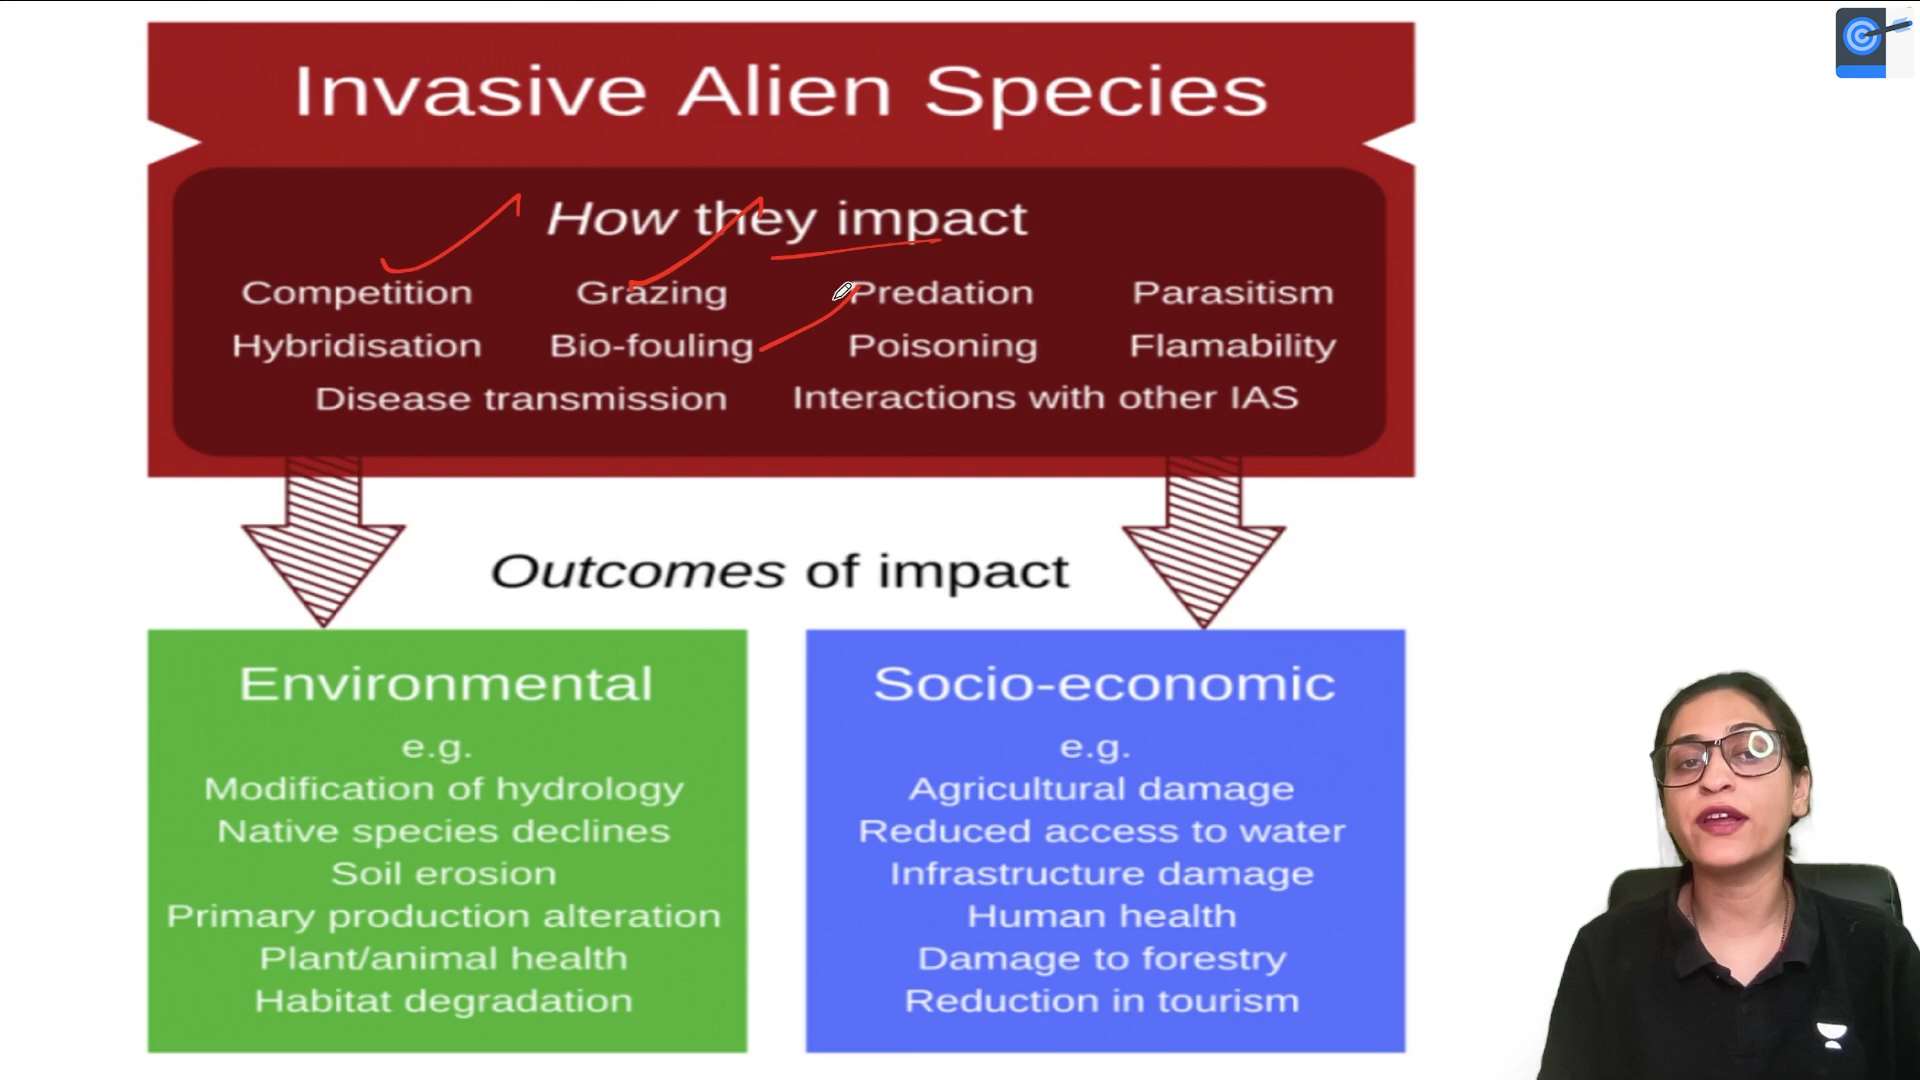 Invasive Alien Species
How they impact
Competition Grazing Predation Parasitism
Hybridisation Bio-fouling Poisoning Flamability
Disease transmission Interactions with other IAS
Outcomes of impact
Environmental
e.g.
Modification of hydrology
Native species declines
Soil erosion
Primary production alteration
Plant/animal health
Habitat degradation
Socio-economic
e.g.
Agricultural damage
Reduced access to water
Infrastructure damage
Human health
Damage to forestry
Reduction in tourism